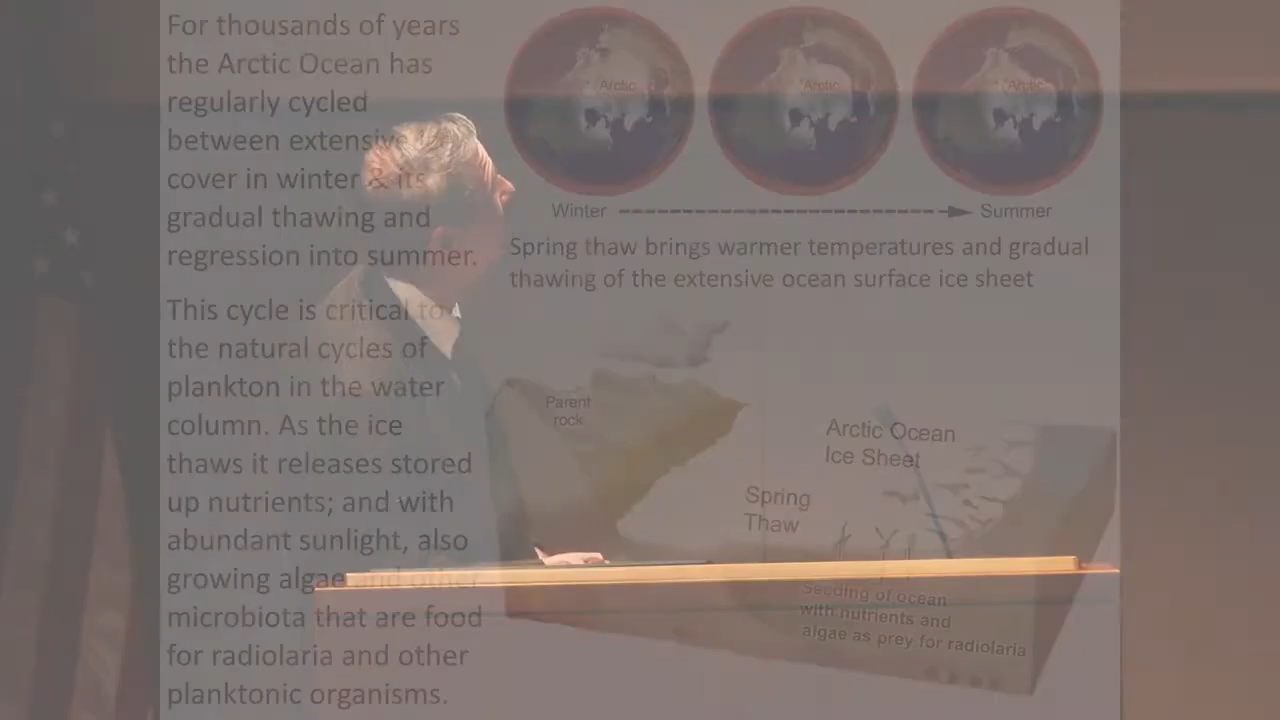 For thousands of years
the Arctic Ocean has
regularly cycled
between extensive
cover in winter & its
gradual thawing and
regression into summer.
This cycle is critical to
the natural cycles of
plankton in the water
column. As the ice
thaws it releases stored
up nutrients; and with
abundant sunlight, also
growing algae and other
microbiota that are food
for radiolaria and other
planktonic organisms.
Arctic
Arctic
Arctic
Winter
Summer
Spring thaw brings warmer temperatures and gradual
thawing of the extensive ocean surface ice sheet
Parent
rock
Arctic Ocean
Ice Sheet
Spring
Thaw
Seeding of ocean
with nutrients and
algae as prey for radiolaria